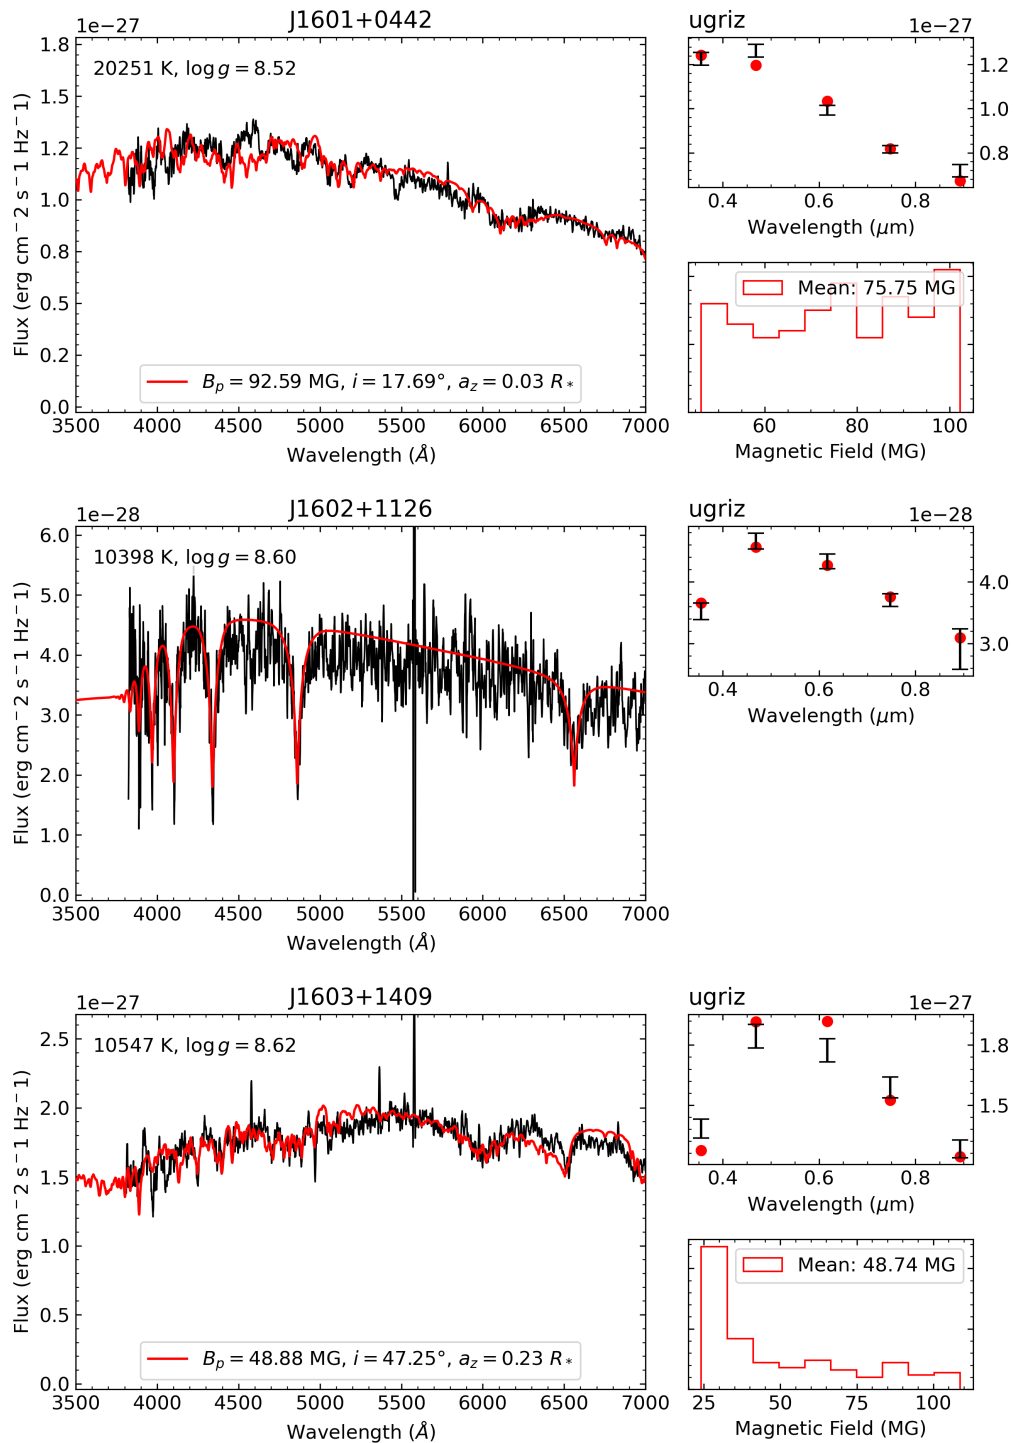 J1601+0442
1e−27
20251 K, log g = 8.52
Flux (erg cm−2 s−1 Hz−1)
1.8
1.5
1.2
1.0
0.8
0.5
0.2
0.0
B_p = 92.59 MG, i = 17.69°, a_z = 0.03 R_*
3500 4000 4500 5000 5500 6000 6500 7000
Wavelength (Å)
ugriz
1e−27
1.2
1.0
0.8
0.4 0.6 0.8
Wavelength (μm)
Mean: 75.75 MG
60 80 100
Magnetic Field (MG)
J1602+1126
1e−28
10398 K, log g = 8.60
Flux (erg cm−2 s−1 Hz−1)
6.0
5.0
4.0
3.0
2.0
1.0
0.0
3500 4000 4500 5000 5500 6000 6500 7000
Wavelength (Å)
ugriz
1e−28
4.0
3.0
0.4 0.6 0.8
Wavelength (μm)
J1603+1409
1e−27
10547 K, log g = 8.62
Flux (erg cm−2 s−1 Hz−1)
2.5
2.0
1.5
1.0
0.5
0.0
B_p = 48.88 MG, i = 47.25°, a_z = 0.23 R_*
3500 4000 4500 5000 5500 6000 6500 7000
Wavelength (Å)
ugriz
1e−27
1.8
1.5
0.4 0.6 0.8
Wavelength (μm)
Mean: 48.74 MG
25 50 75 100
Magnetic Field (MG)